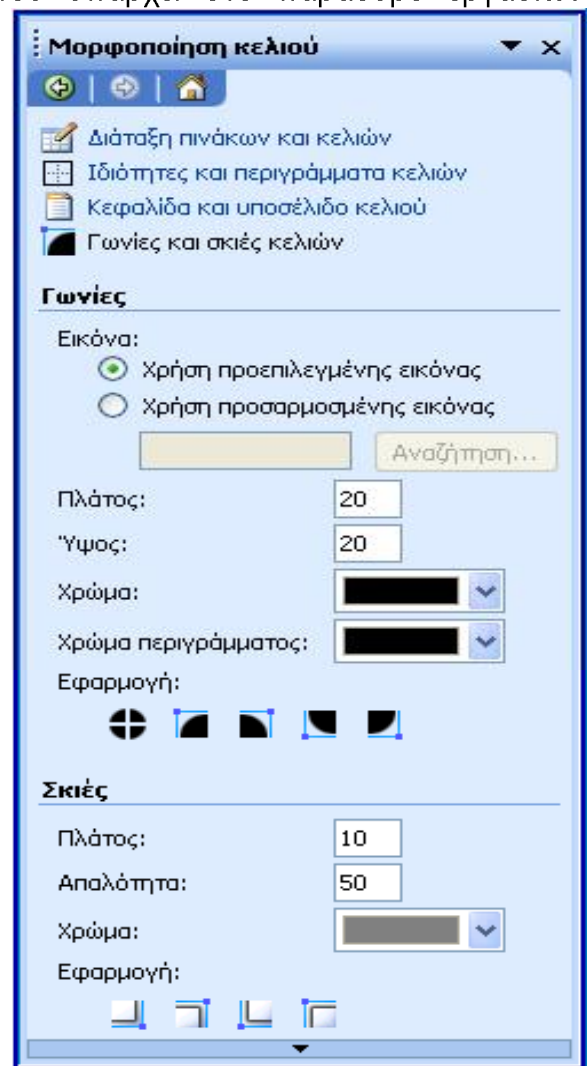 Μορφοποίηση κελιού
Διάταξη πινάκων και κελιών
Ιδιότητες και περιγράμματα κελιών
Κεφαλίδα και υποσέλιδο κελιού
Γωνίες και σκιές κελιών
Γωνίες
Εικόνα:
Χρήση προεπιλεγμένης εικόνας
Χρήση προσαρμοσμένης εικόνας
Αναζήτηση...
Πλάτος: 20
Ύψος: 20
Χρώμα:
Χρώμα περιγράμματος:
Εφαρμογή:
Σκιές
Πλάτος: 10
Απαλότητα: 50
Χρώμα:
Εφαρμογή: